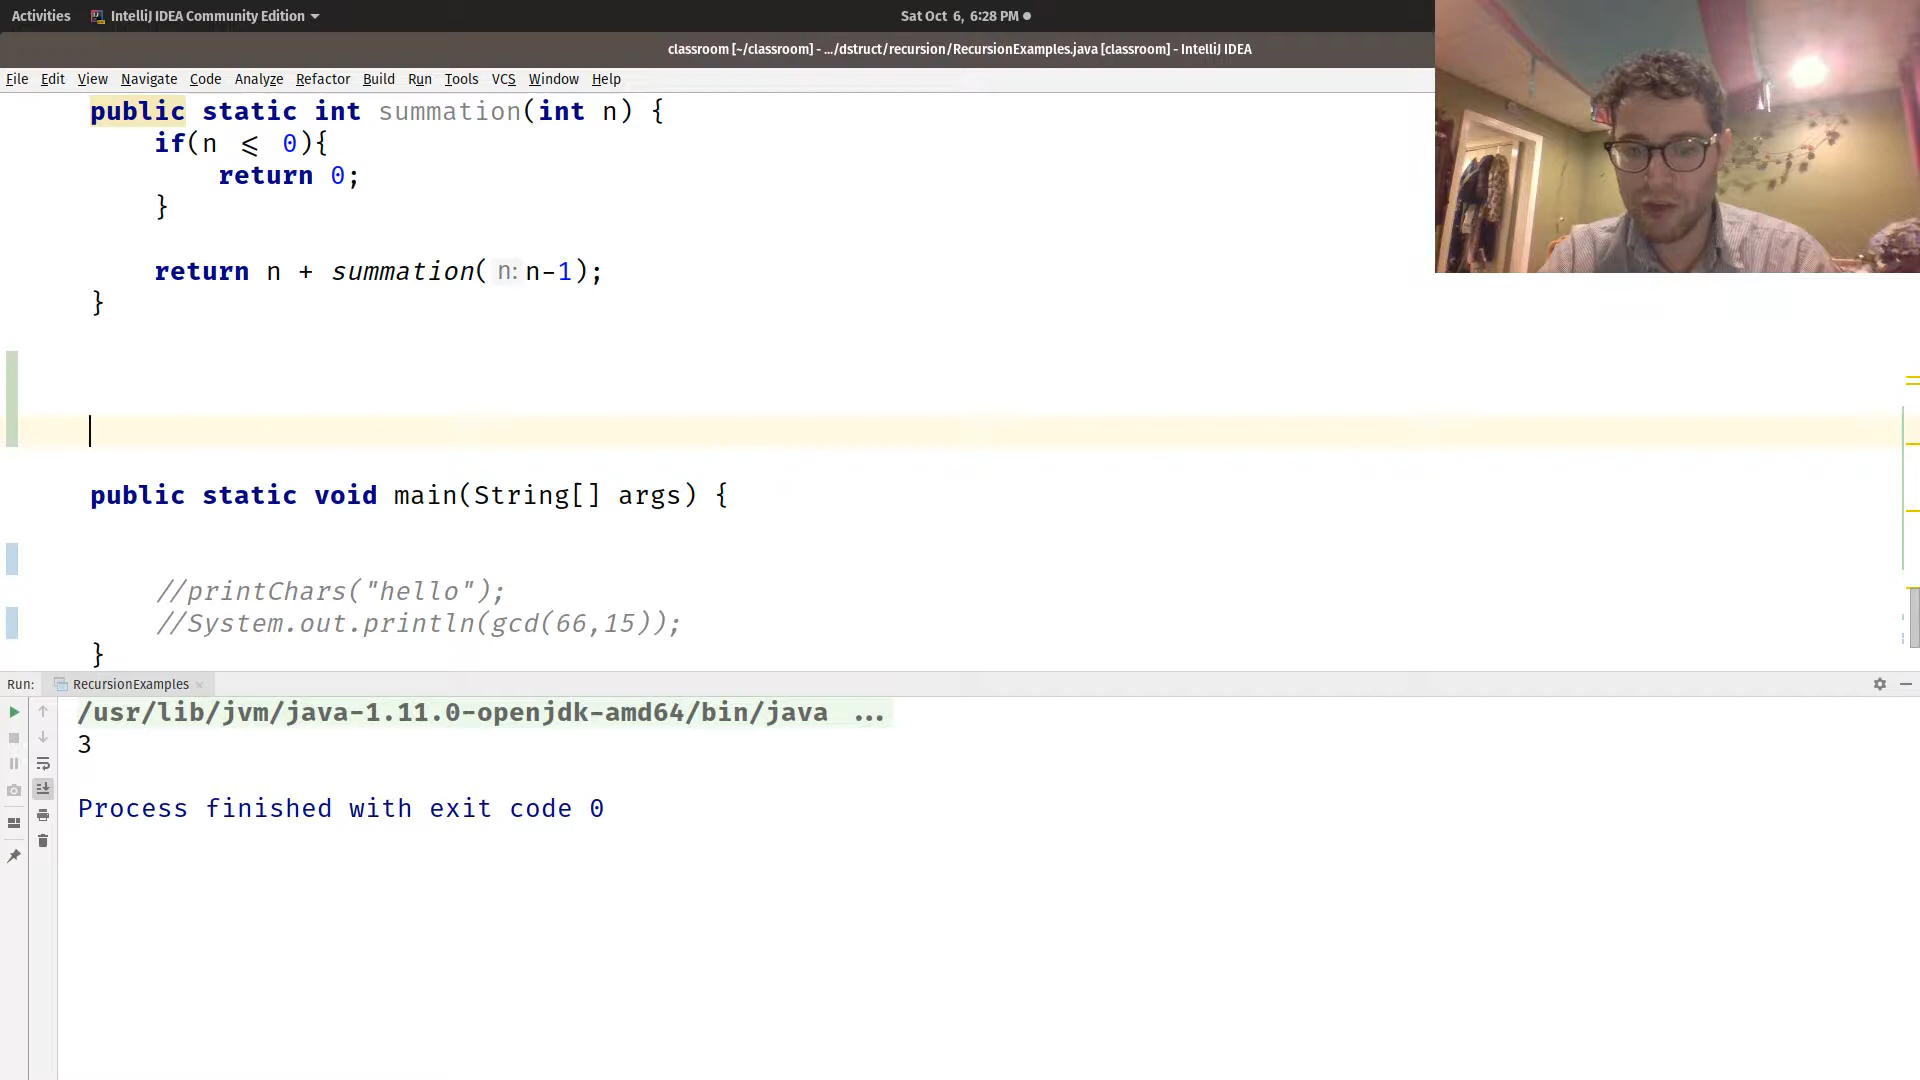 Activities IntelliJ IDEA Community Edition Sat Oct 6, 6:28 PM
classroom [~/classroom] - .../dstruct/recursion/RecursionExamples.java [classroom] - IntelliJ IDEA
File Edit View Navigate Code Analyze Refactor Build Run Tools VCS Window Help
public static int summation(int n) {
if(n ⩽ 0){
return 0;
}
return n + summation( n: n-1);
}
public static void main(String[] args) {
//printChars("hello");
//System.out.println(gcd(66,15));
}
Run: RecursionExamples
/usr/lib/jvm/java-1.11.0-openjdk-amd64/bin/java ...
3
Process finished with exit code 0